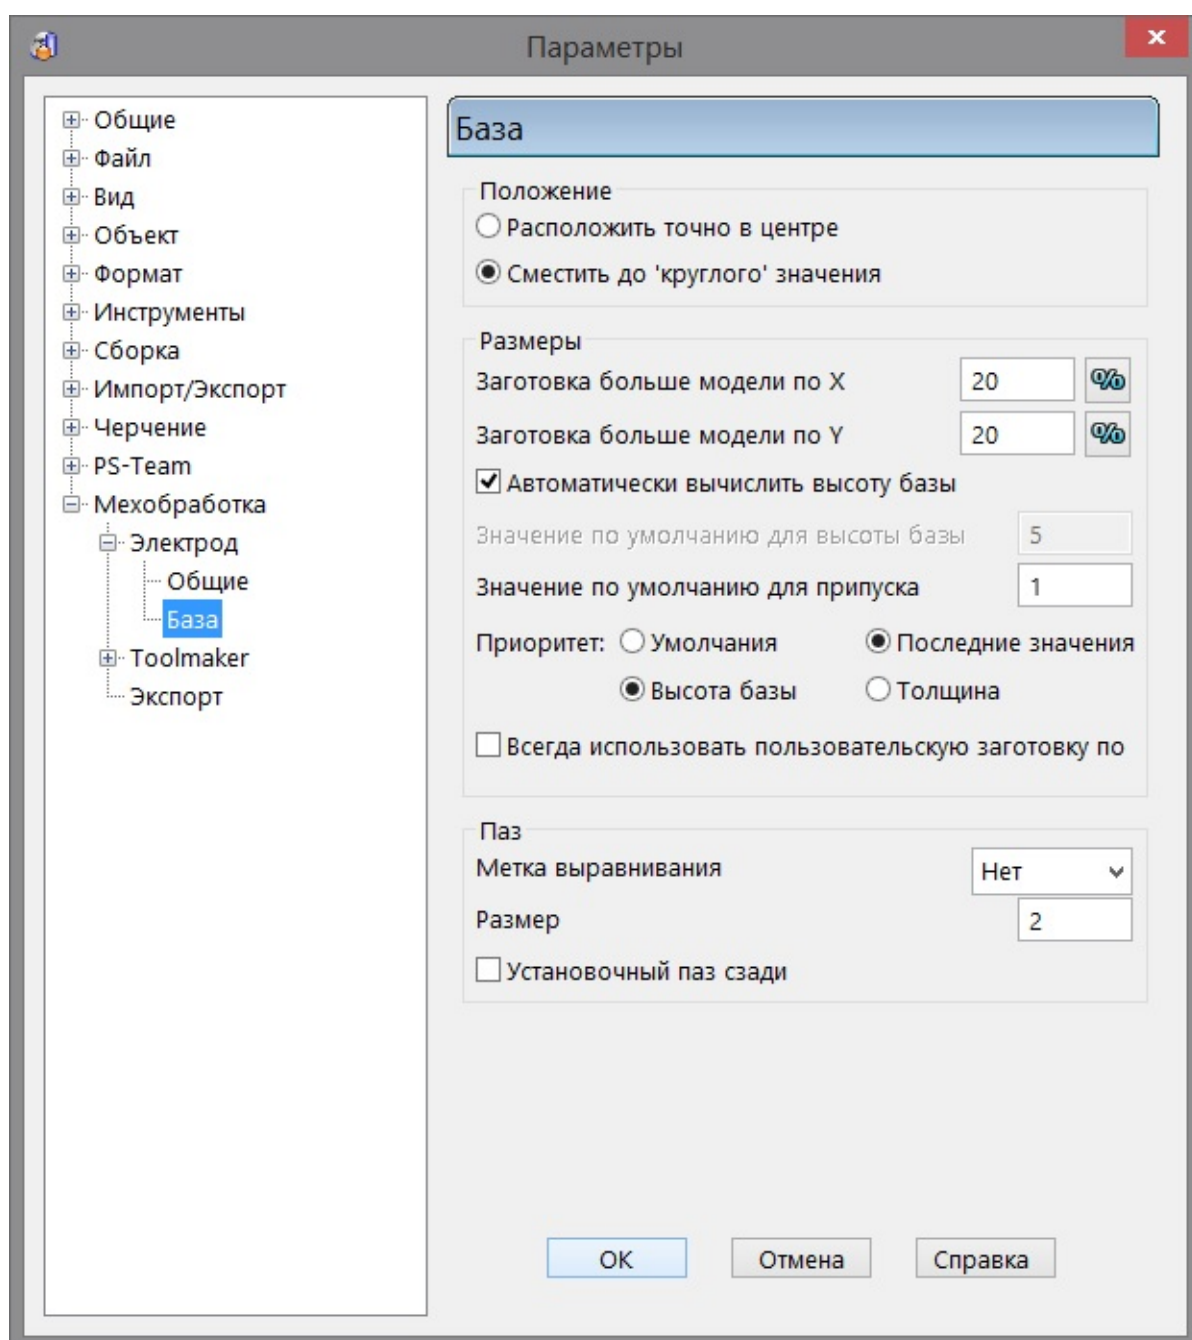 Параметры
Общие
Файл
Вид
Объект
Формат
Инструменты
Сборка
Импорт/Экспорт
Черчение
PS-Team
Мехобработка
Электрод
Общие
База
Toolmaker
Экспорт
База
Положение
Расположить точно в центре
Сместить до 'круглого' значения
Размеры
Заготовка больше модели по X 20 %
Заготовка больше модели по Y 20 %
Автоматически вычислить высоту базы
Значение по умолчанию для высоты базы 5
Значение по умолчанию для припуска 1
Приоритет: Умолчания Последние значения
Высота базы Толщина
Всегда использовать пользовательскую заготовку по
Паз
Метка выравнивания Нет
Размер 2
Установочный паз сзади
OK Отмена Справка